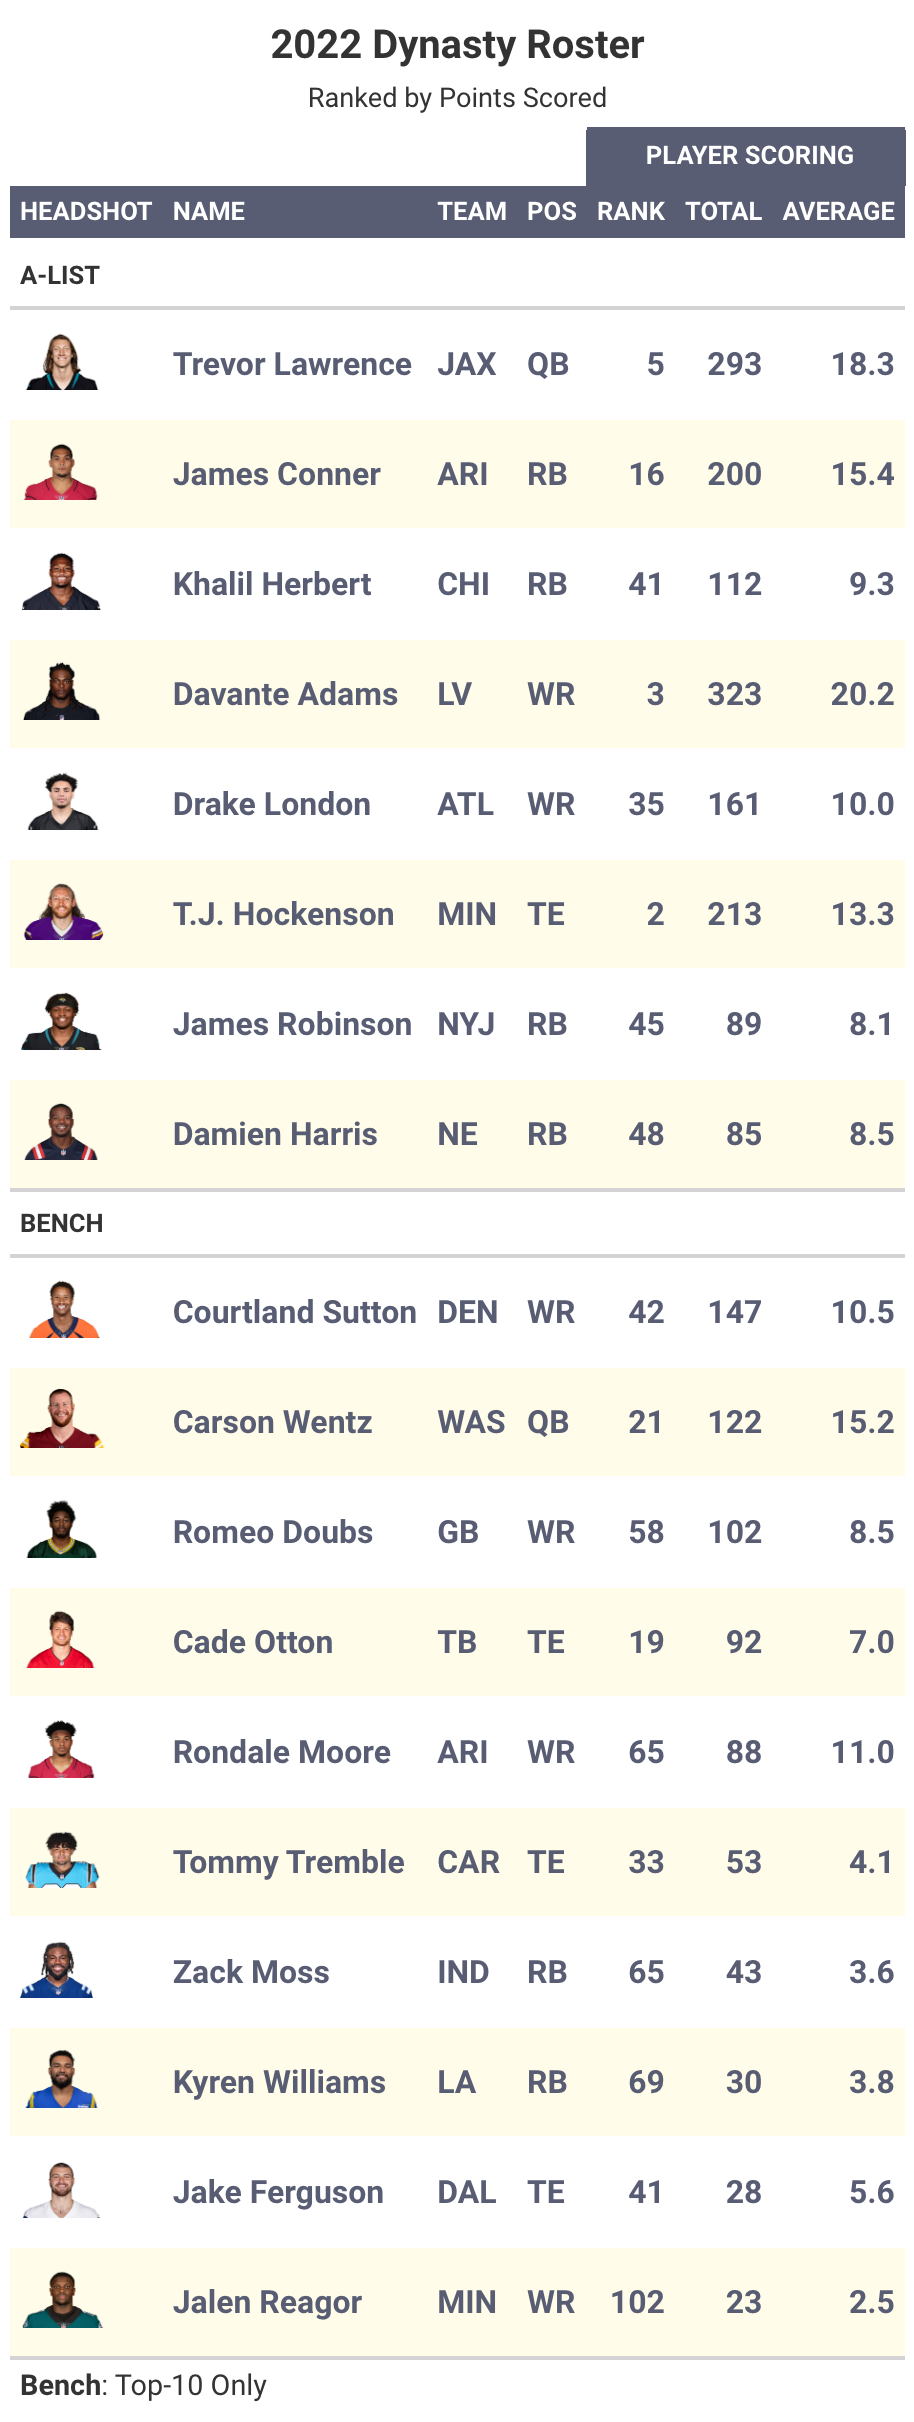 2022 Dynasty Roster
Ranked by Points Scored
PLAYER SCORING
HEADSHOT NAME TEAM POS RANK TOTAL AVERAGE
A-LIST
Trevor Lawrence JAX QB 5 293 18.3
James Conner ARI RB 16 200 15.4
Khalil Herbert CHI RB 41 112 9.3
Davante Adams LV WR 3 323 20.2
Drake London ATL WR 35 161 10.0
T.J. Hockenson MIN TE 2 213 13.3
James Robinson NYJ RB 45 89 8.1
Damien Harris NE RB 48 85 8.5
BENCH
Courtland Sutton DEN WR 42 147 10.5
Carson Wentz WAS QB 21 122 15.2
Romeo Doubs GB WR 58 102 8.5
Cade Otton TB TE 19 92 7.0
Rondale Moore ARI WR 65 88 11.0
Tommy Tremble CAR TE 33 53 4.1
Zack Moss IND RB 65 43 3.6
Kyren Williams LA RB 69 30 3.8
Jake Ferguson DAL TE 41 28 5.6
Jalen Reagor MIN WR 102 23 2.5
Bench: Top-10 Only